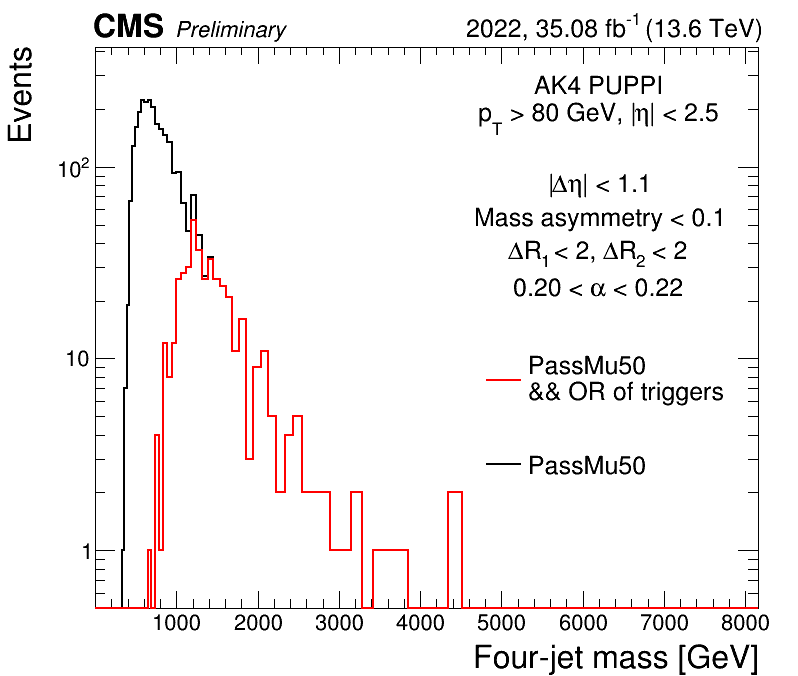 CMS Preliminary 2022, 35.08 fb⁻¹ (13.6 TeV)
Events
AK4 PUPPI
p_T > 80 GeV, |η| < 2.5
|Δη| < 1.1
Mass asymmetry < 0.1
ΔR₁ < 2, ΔR₂ < 2
0.20 < α < 0.22
PassMu50
&& OR of triggers
PassMu50
10²
10
1
1000 2000 3000 4000 5000 6000 7000 8000
Four-jet mass [GeV]